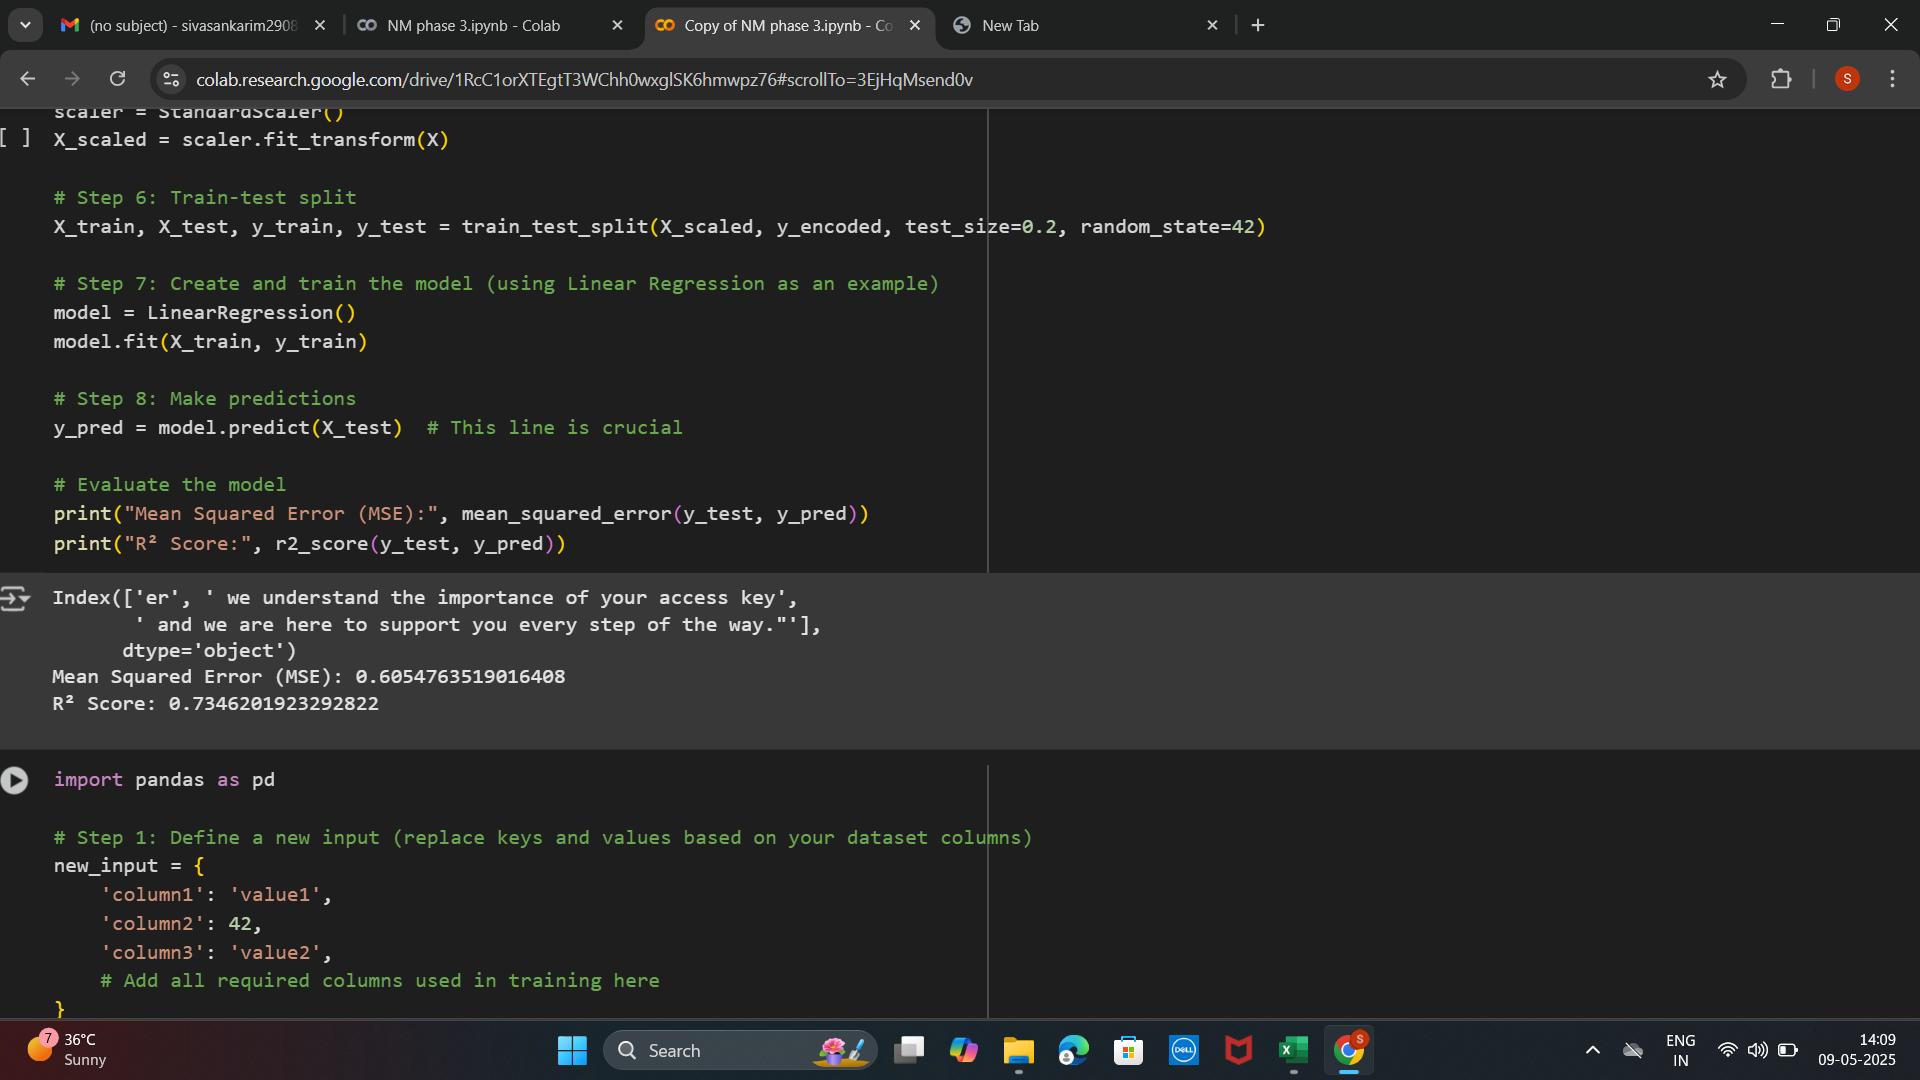 (no subject) - sivasankarim2908
NM phase 3.ipynb - Colab
Copy of NM phase 3.ipynb - Co
New Tab
colab.research.google.com/drive/1RcC1orXTEgtT3WChh0wxglSK6hmwpz76#scrollTo=3EjHqMsend0v
S
scaler = StandardScaler()
[ ] X_scaled = scaler.fit_transform(X)
# Step 6: Train-test split
X_train, X_test, y_train, y_test = train_test_split(X_scaled, y_encoded, test_size=0.2, random_state=42)
# Step 7: Create and train the model (using Linear Regression as an example)
model = LinearRegression()
model.fit(X_train, y_train)
# Step 8: Make predictions
y_pred = model.predict(X_test)  # This line is crucial
# Evaluate the model
print("Mean Squared Error (MSE):", mean_squared_error(y_test, y_pred))
print("R² Score:", r2_score(y_test, y_pred))
Index(['er', ' we understand the importance of your access key',
' and we are here to support you every step of the way."'],
dtype='object')
Mean Squared Error (MSE): 0.6054763519016408
R² Score: 0.7346201923292822
import pandas as pd
# Step 1: Define a new input (replace keys and values based on your dataset columns)
new_input = {
'column1': 'value1',
'column2': 42,
'column3': 'value2',
# Add all required columns used in training here
}
7
36°C
Sunny
Search
DELL
X
S
ENG
IN
14:09
09-05-2025